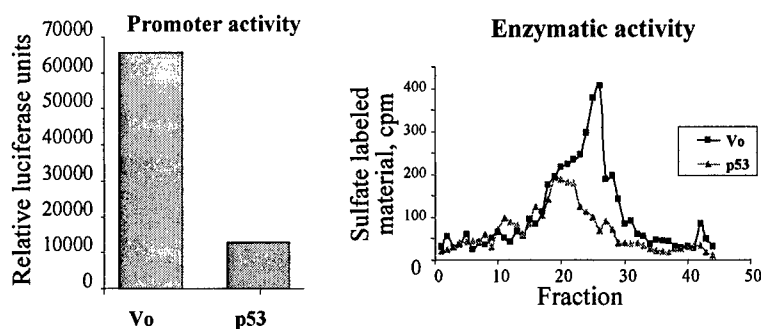 Promoter activity
Relative luciferase units
70000
60000
50000
40000
30000
20000
10000
0
Vo
p53
Enzymatic activity
Sulfate labeled
material, cpm
400
300
200
100
0
0
10
20
30
40
50
Fraction
Vo
p53